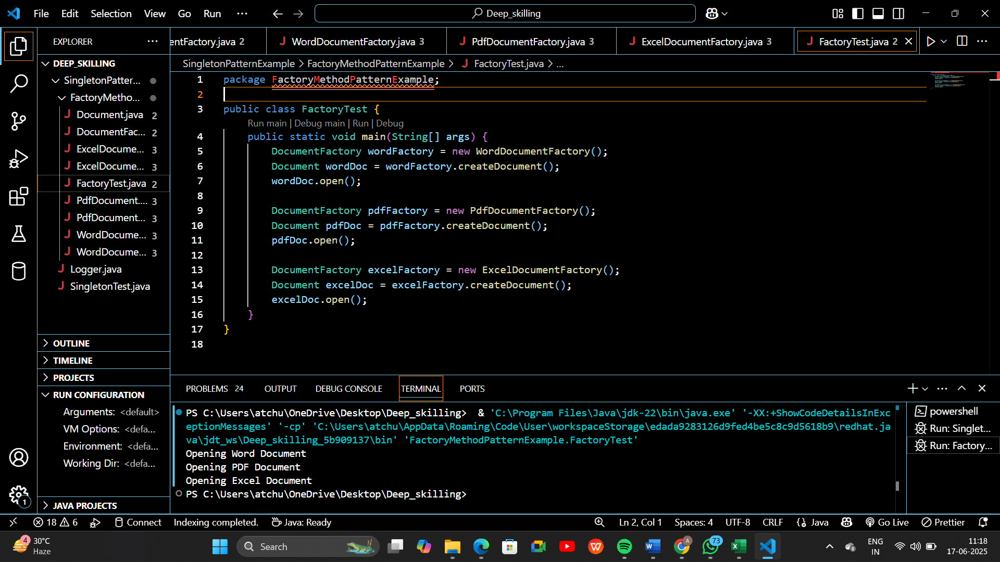 File Edit Selection View Go Run ··· Deep_skilling
EXPLORER ···
entFactory.java 2 WordDocumentFactory.java 3 PdfDocumentFactory.java 3 ExcelDocumentFactory.java 3 FactoryTest.java 2
DEEP_SKILLING
SingletonPatter...
FactoryMetho...
Document.java 2
DocumentFac... 2
ExcelDocume... 3
ExcelDocume... 3
FactoryTest.java 2
PdfDocument.... 3
PdfDocument... 3
WordDocume... 3
WordDocume... 3
Logger.java
SingletonTest.java
OUTLINE
TIMELINE
PROJECTS
RUN CONFIGURATION
Arguments: <default>
VM Options: <defa...
Environment: <defa...
Working Dir: <defa...
JAVA PROJECTS
SingletonPatternExample > FactoryMethodPatternExample > FactoryTest.java > ...
1 package FactoryMethodPatternExample;
2
3 public class FactoryTest {
Run main | Debug main | Run | Debug
4 public static void main(String[] args) {
5 DocumentFactory wordFactory = new WordDocumentFactory();
6 Document wordDoc = wordFactory.createDocument();
7 wordDoc.open();
8
9 DocumentFactory pdfFactory = new PdfDocumentFactory();
10 Document pdfDoc = pdfFactory.createDocument();
11 pdfDoc.open();
12
13 DocumentFactory excelFactory = new ExcelDocumentFactory();
14 Document excelDoc = excelFactory.createDocument();
15 excelDoc.open();
16 }
17 }
18
PROBLEMS 24 OUTPUT DEBUG CONSOLE TERMINAL PORTS
PS C:\Users\atchu\OneDrive\Desktop\Deep_skilling> & 'C:\Program Files\Java\jdk-22\bin\java.exe' '-XX:+ShowCodeDetailsInExc
eptionMessages' '-cp' 'C:\Users\atchu\AppData\Roaming\Code\User\workspaceStorage\edada9283126d9fed4be5c8c9d5618b9\redhat.ja
va\jdt_ws\Deep_skilling_5b909137\bin' 'FactoryMethodPatternExample.FactoryTest'
Opening Word Document
Opening PDF Document
Opening Excel Document
PS C:\Users\atchu\OneDrive\Desktop\Deep_skilling>
powershell
Run: Singlet...
Run: Factory...
1
18 6 Connect Indexing completed. Java: Ready Ln 2, Col 1 Spaces: 4 UTF-8 CRLF {} Java Go Live Prettier
4 30°C
Haze
Search
A
73
ENG
IN
11:18
17-06-2025